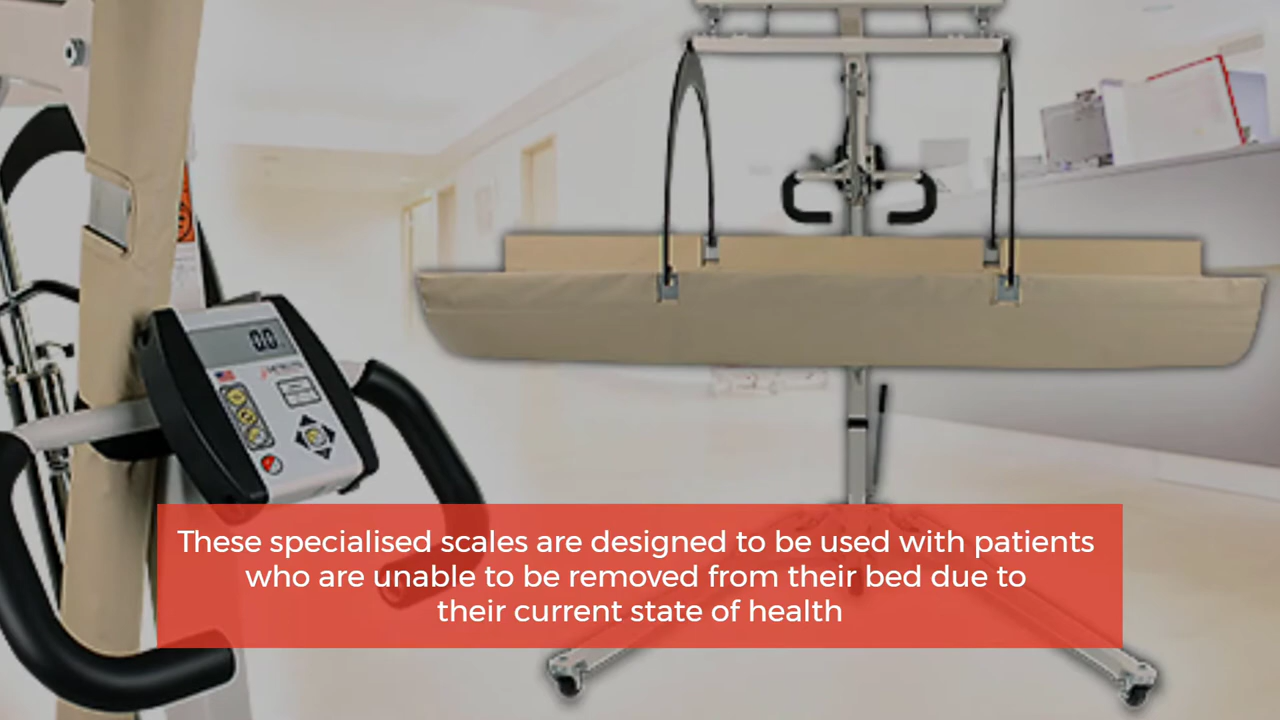 0.0
These specialised scales are designed to be used with patients
who are unable to be removed from their bed due to
their current state of health